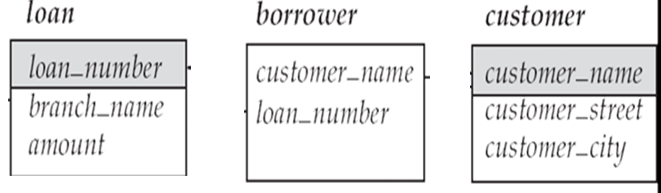 loan
loan_number
branch_name
amount
borrower
customer_name
loan_number
customer
customer_name
customer_street
customer_city